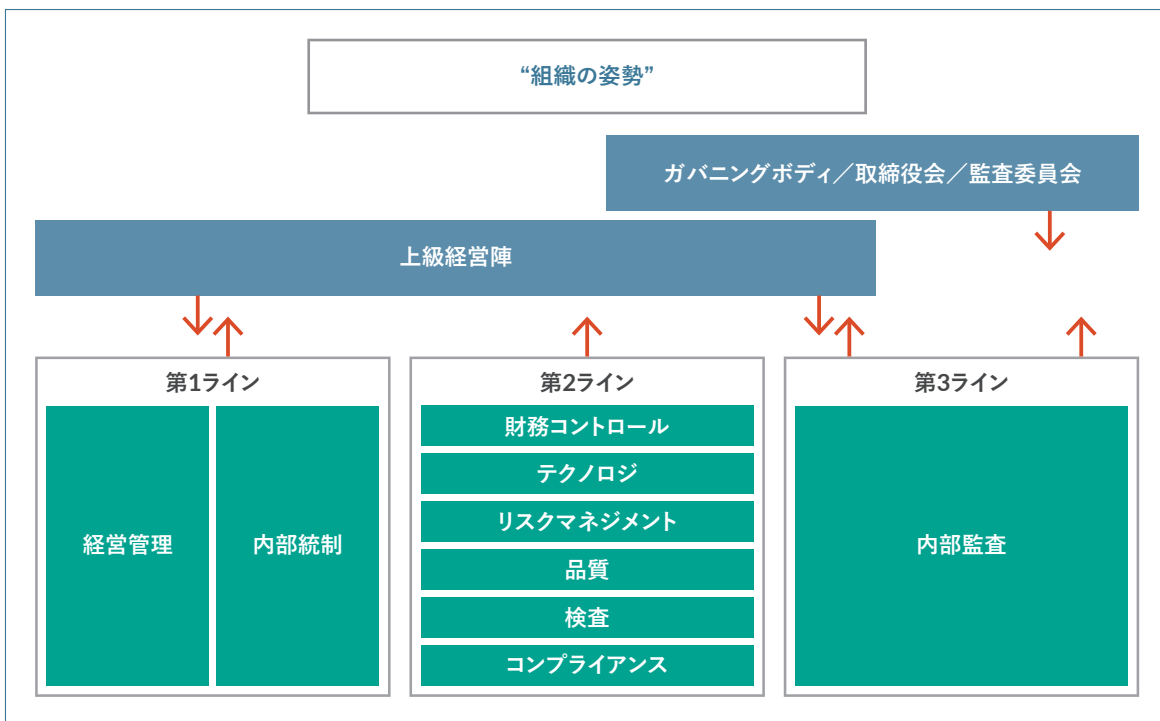 “組織の姿勢”
ガバニングボディ／取締役会／監査委員会
上級経営陣
第1ライン
経営管理
内部統制
第2ライン
財務コントロール
テクノロジ
リスクマネジメント
品質
検査
コンプライアンス
第3ライン
内部監査